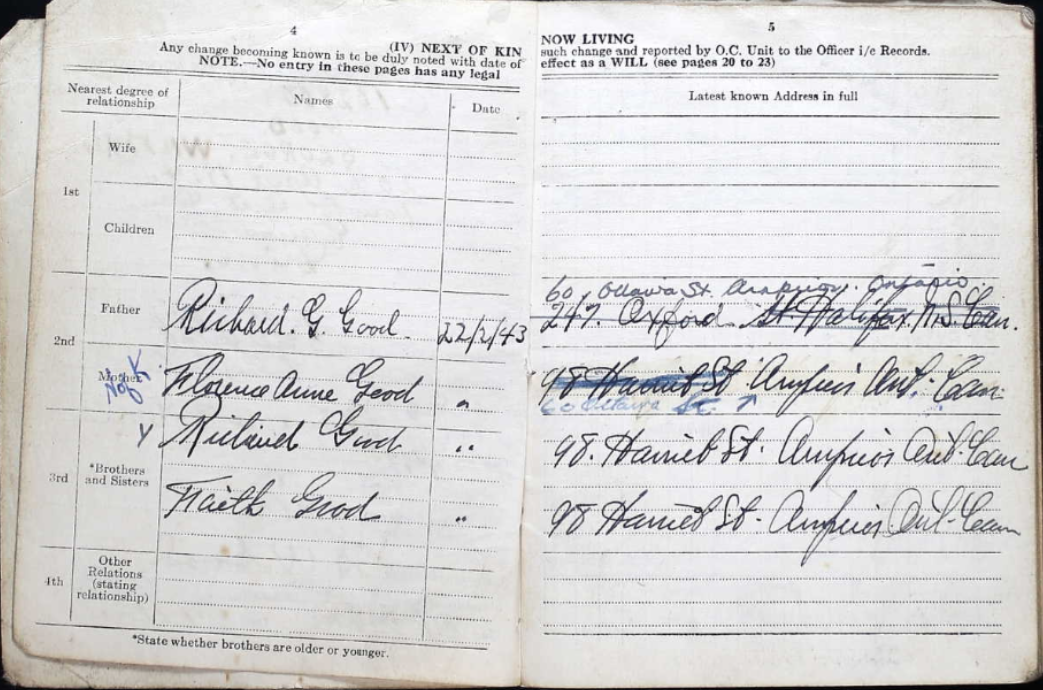 4
(IV) NEXT OF KIN
Any change becoming known is to be duly noted with date of
NOTE.—No entry in these pages has any legal
Nearest degree of relationship
Names
Date
1st
Wife
Children
2nd
Father
Richard. G. Good
22/2/43
Mother
N of K
Florence Anne Good
"
3rd
*Brothers and Sisters
Y
Richard Good
"
Faith Good
"
4th
Other Relations (stating relationship)
*State whether brothers are older or younger.
5
NOW LIVING
such change and reported by O.C. Unit to the Officer i/c Records.
effect as a WILL (see pages 20 to 23)
Latest known Address in full
60, Ottawa St. Arnprior. Ontario
247. Oxford St. Halifax. N.S. Can.
98 Harrieb St. Arnprior Ont. Can.
60 Ottawa St.
98. Harrieb St. Arnprior Ont. Can
98 Harrieb St. Arnprior Ont. Can